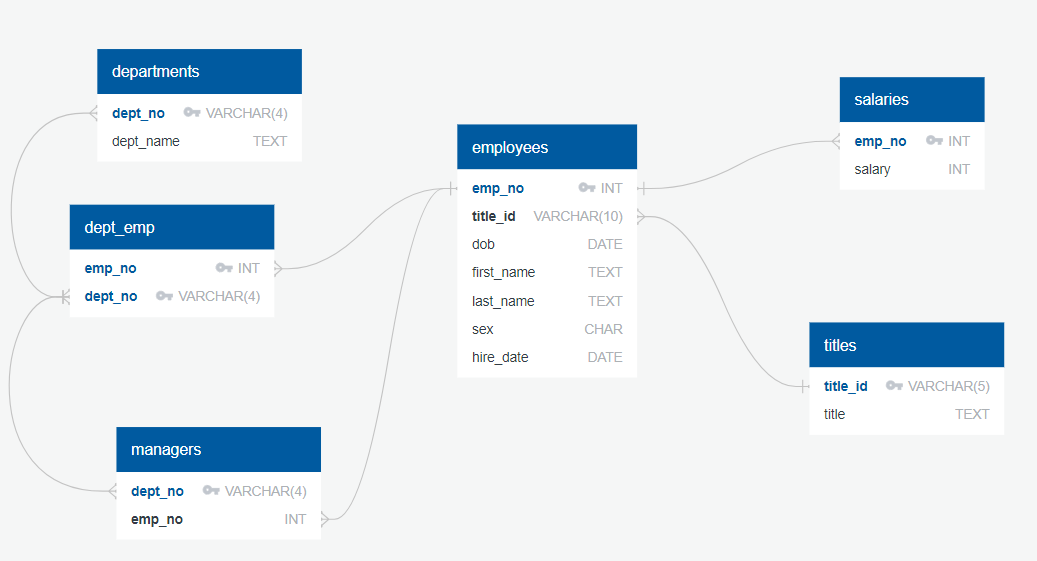 departments
dept_no VARCHAR(4)
dept_name TEXT
dept_emp
emp_no INT
dept_no VARCHAR(4)
managers
dept_no VARCHAR(4)
emp_no INT
employees
emp_no INT
title_id VARCHAR(10)
dob DATE
first_name TEXT
last_name TEXT
sex CHAR
hire_date DATE
salaries
emp_no INT
salary INT
titles
title_id VARCHAR(5)
title TEXT